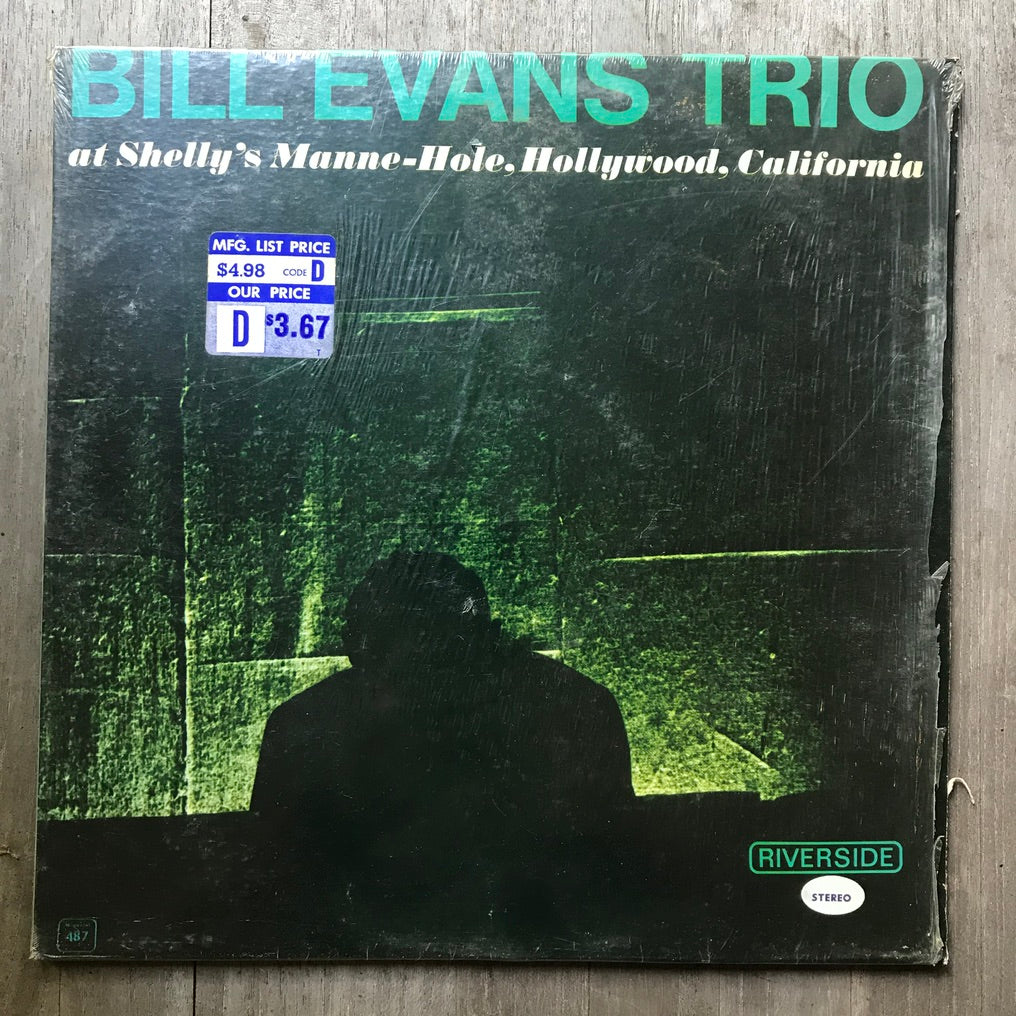 BILL EVANS TRIO
at Shelly's Manne-Hole, Hollywood, California
MFG. LIST PRICE
$4.98 CODE D
OUR PRICE
D $3.67
T
RIVERSIDE
STEREO
487